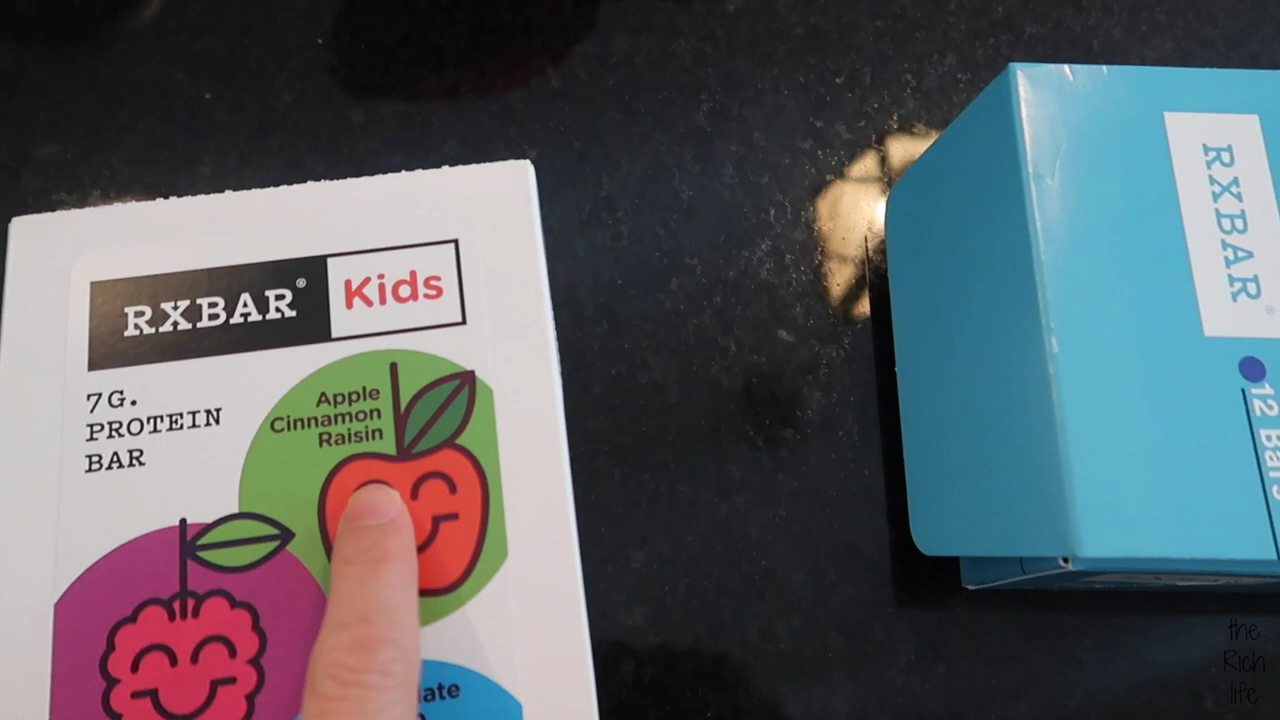 RXBAR® Kids
7G.
PROTEIN
BAR
Apple
Cinnamon
Raisin
RXBAR®
12 Bars
the
Rich
life